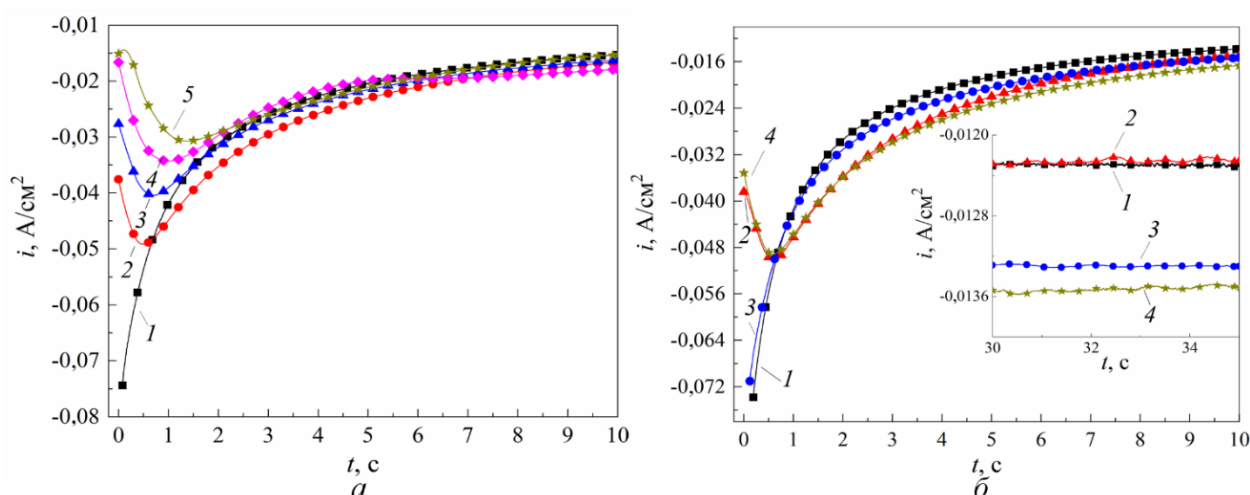 -0,01
-0,02
-0,03
-0,04
-0,05
-0,06
-0,07
-0,08
i, А/см²
0 1 2 3 4 5 6 7 8 9 10
t, с
а
5
4
3
2
1
-0,016
-0,024
-0,032
-0,040
-0,048
-0,056
-0,064
-0,072
i, А/см²
0 1 2 3 4 5 6 7 8 9 10
t, с
б
4
2
3
1
-0,0120
-0,0128
-0,0136
i, А/см²
30 32 34
t, с
2
1
3
4